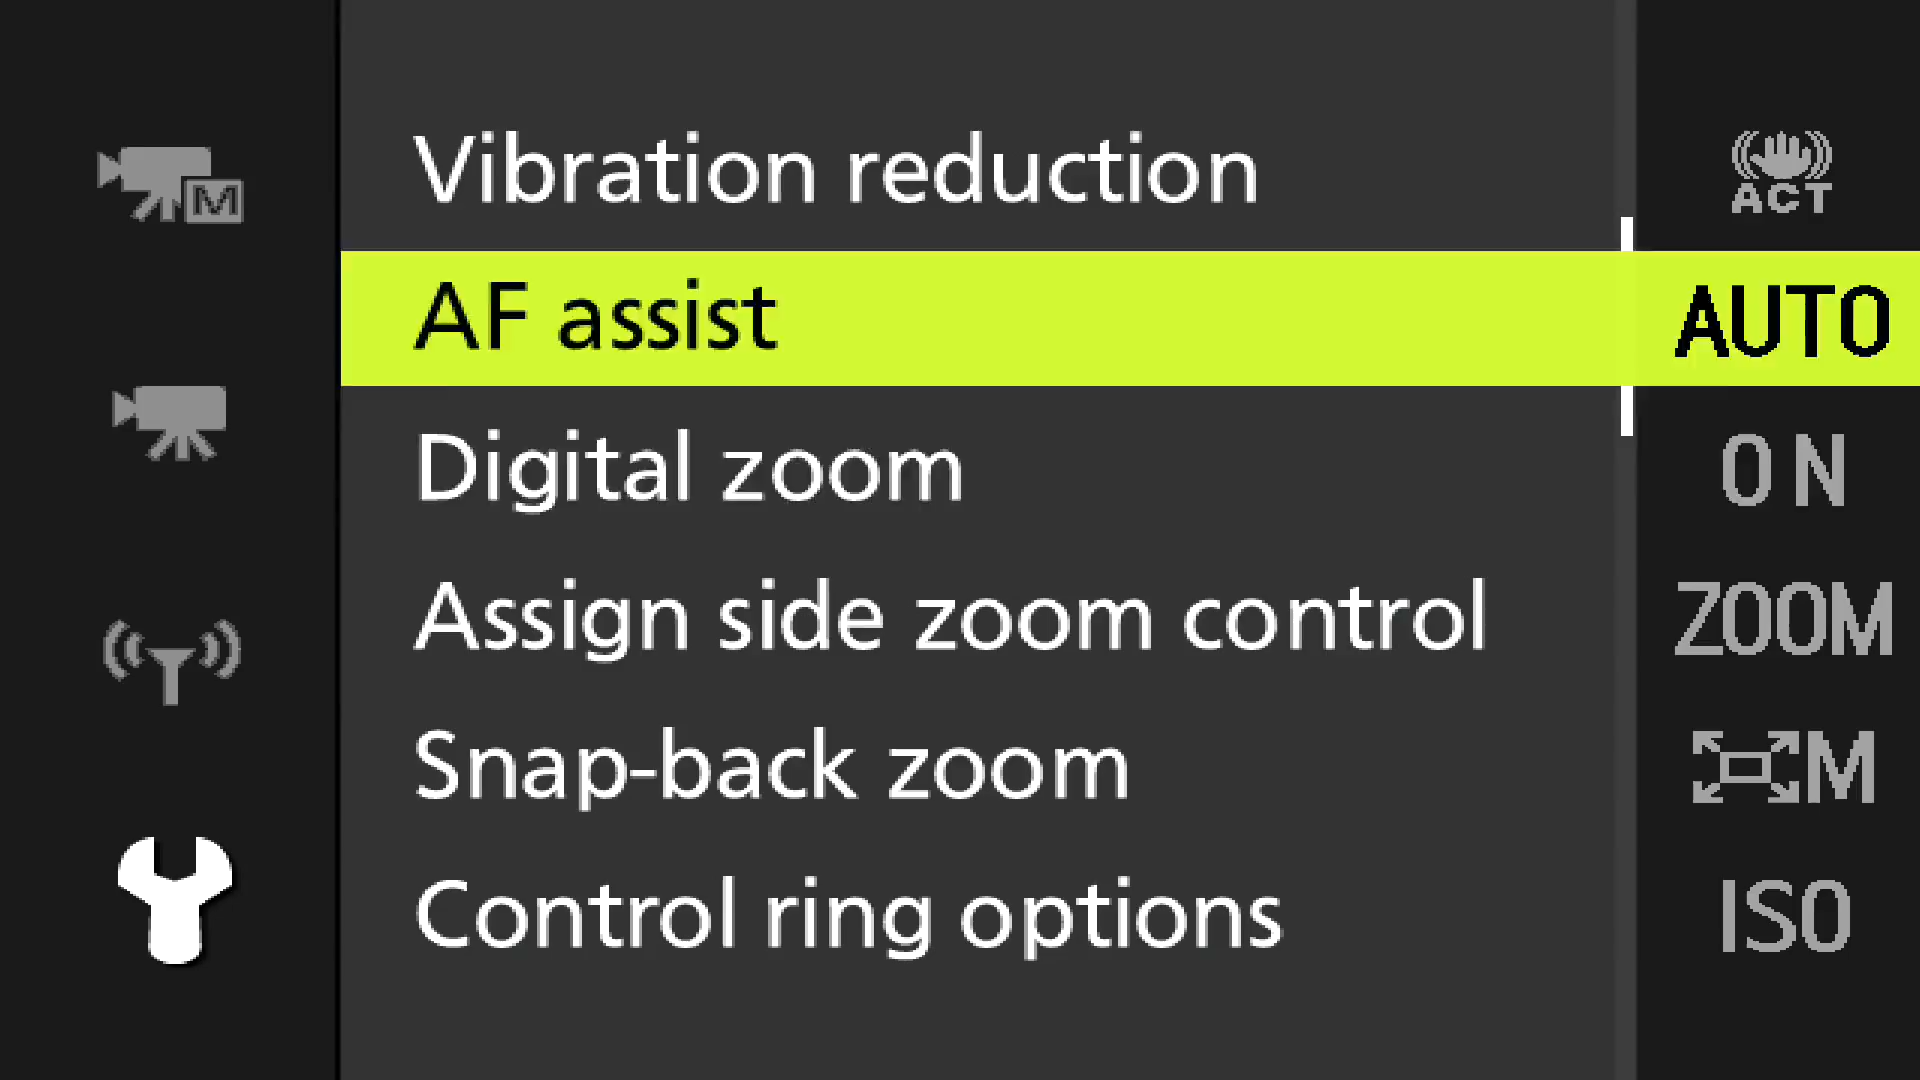 Vibration reduction ACT
AF assist AUTO
Digital zoom ON
Assign side zoom control ZOOM
Snap-back zoom M
Control ring options ISO
M